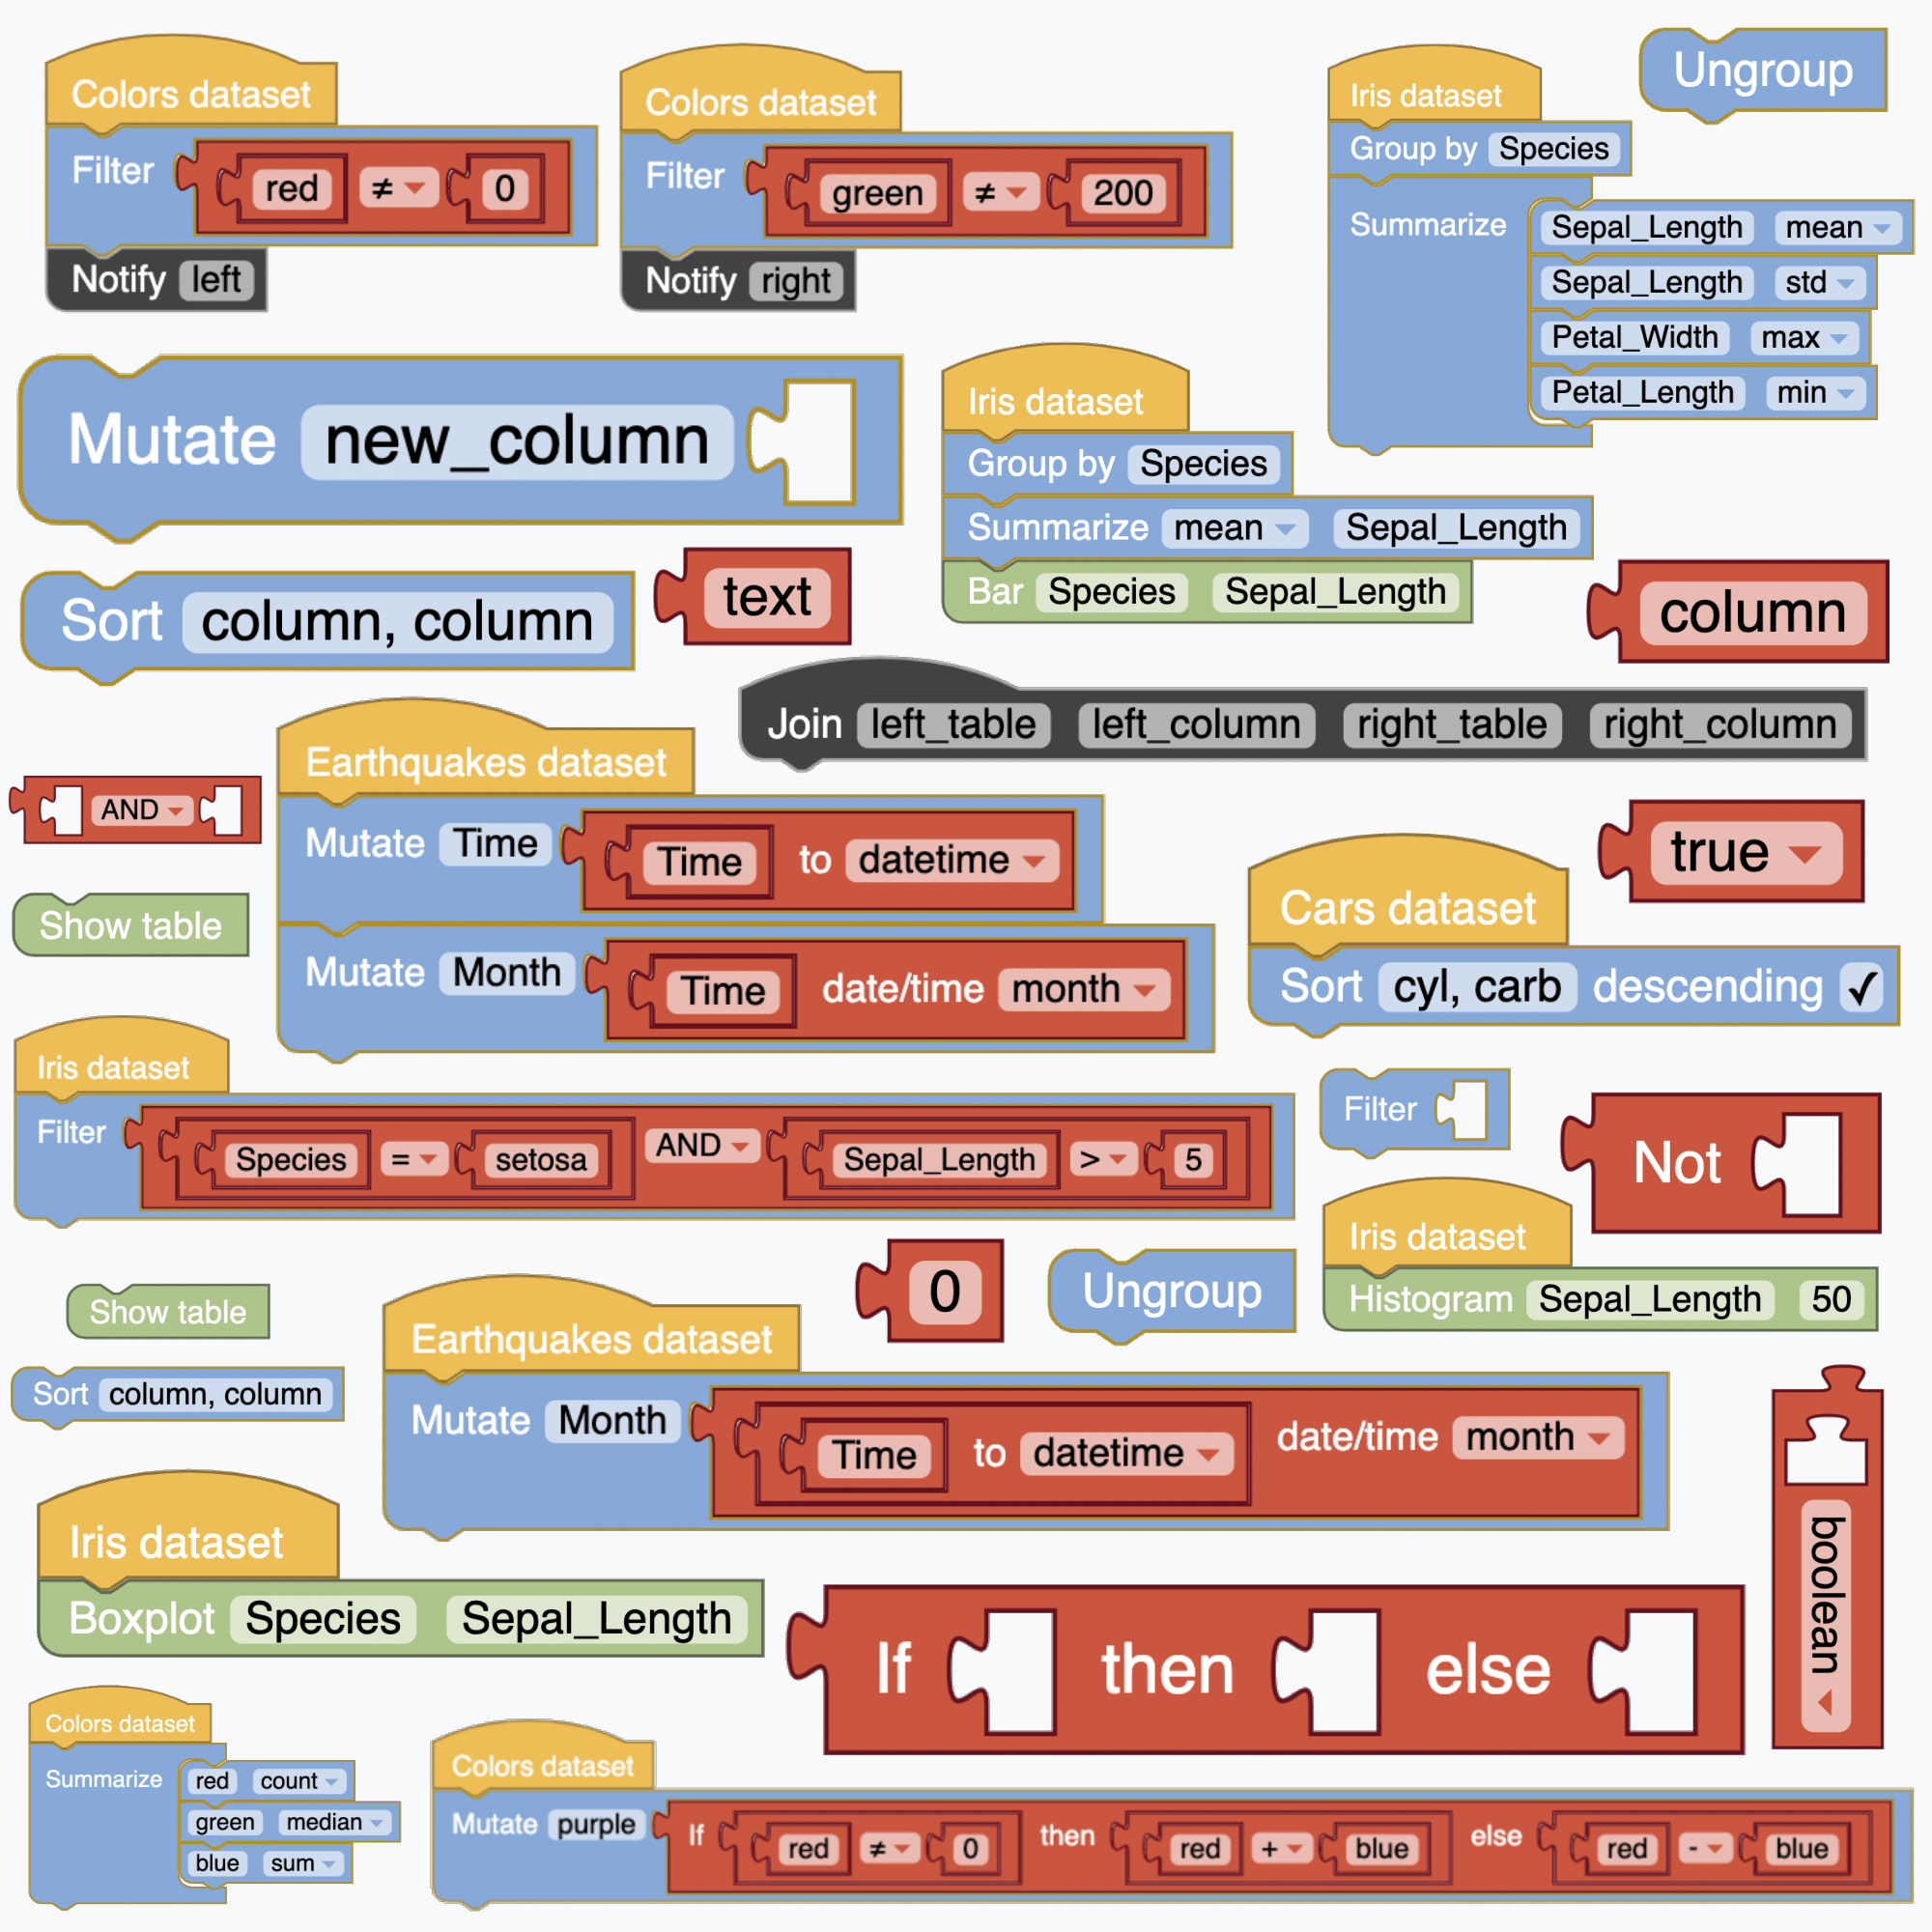 Colors dataset
Filter red ≠ 0
Notify left
Colors dataset
Filter green ≠ 200
Notify right
Iris dataset
Group by Species
Summarize Sepal_Length mean
Sepal_Length std
Petal_Width max
Petal_Length min
Ungroup
Mutate new_column
Iris dataset
Group by Species
Summarize mean Sepal_Length
Bar Species Sepal_Length
Sort column, column
text
column
Join left_table left_column right_table right_column
AND
Show table
Earthquakes dataset
Mutate Time Time to datetime
Mutate Month Time date/time month
true
Cars dataset
Sort cyl, carb descending ✓
Iris dataset
Filter Species = setosa AND Sepal_Length > 5
Filter
Not
Iris dataset
Histogram Sepal_Length 50
Show table
0
Ungroup
Sort column, column
Earthquakes dataset
Mutate Month Time to datetime date/time month
boolean
Iris dataset
Boxplot Species Sepal_Length
If then else
Colors dataset
Summarize red count
green median
blue sum
Colors dataset
Mutate purple If red ≠ 0 then red + blue else red - blue